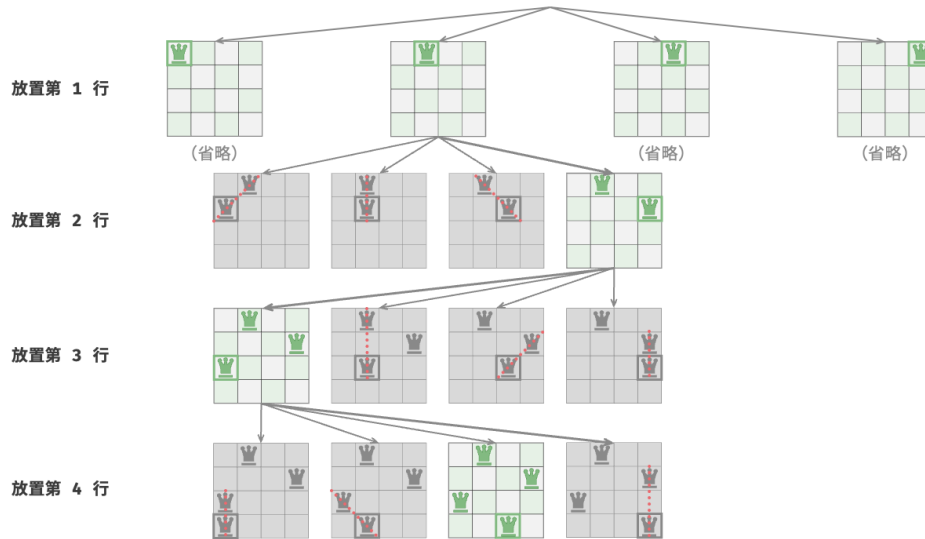 放置第 1 行
(省略)
(省略)
(省略)
放置第 2 行
放置第 3 行
放置第 4 行